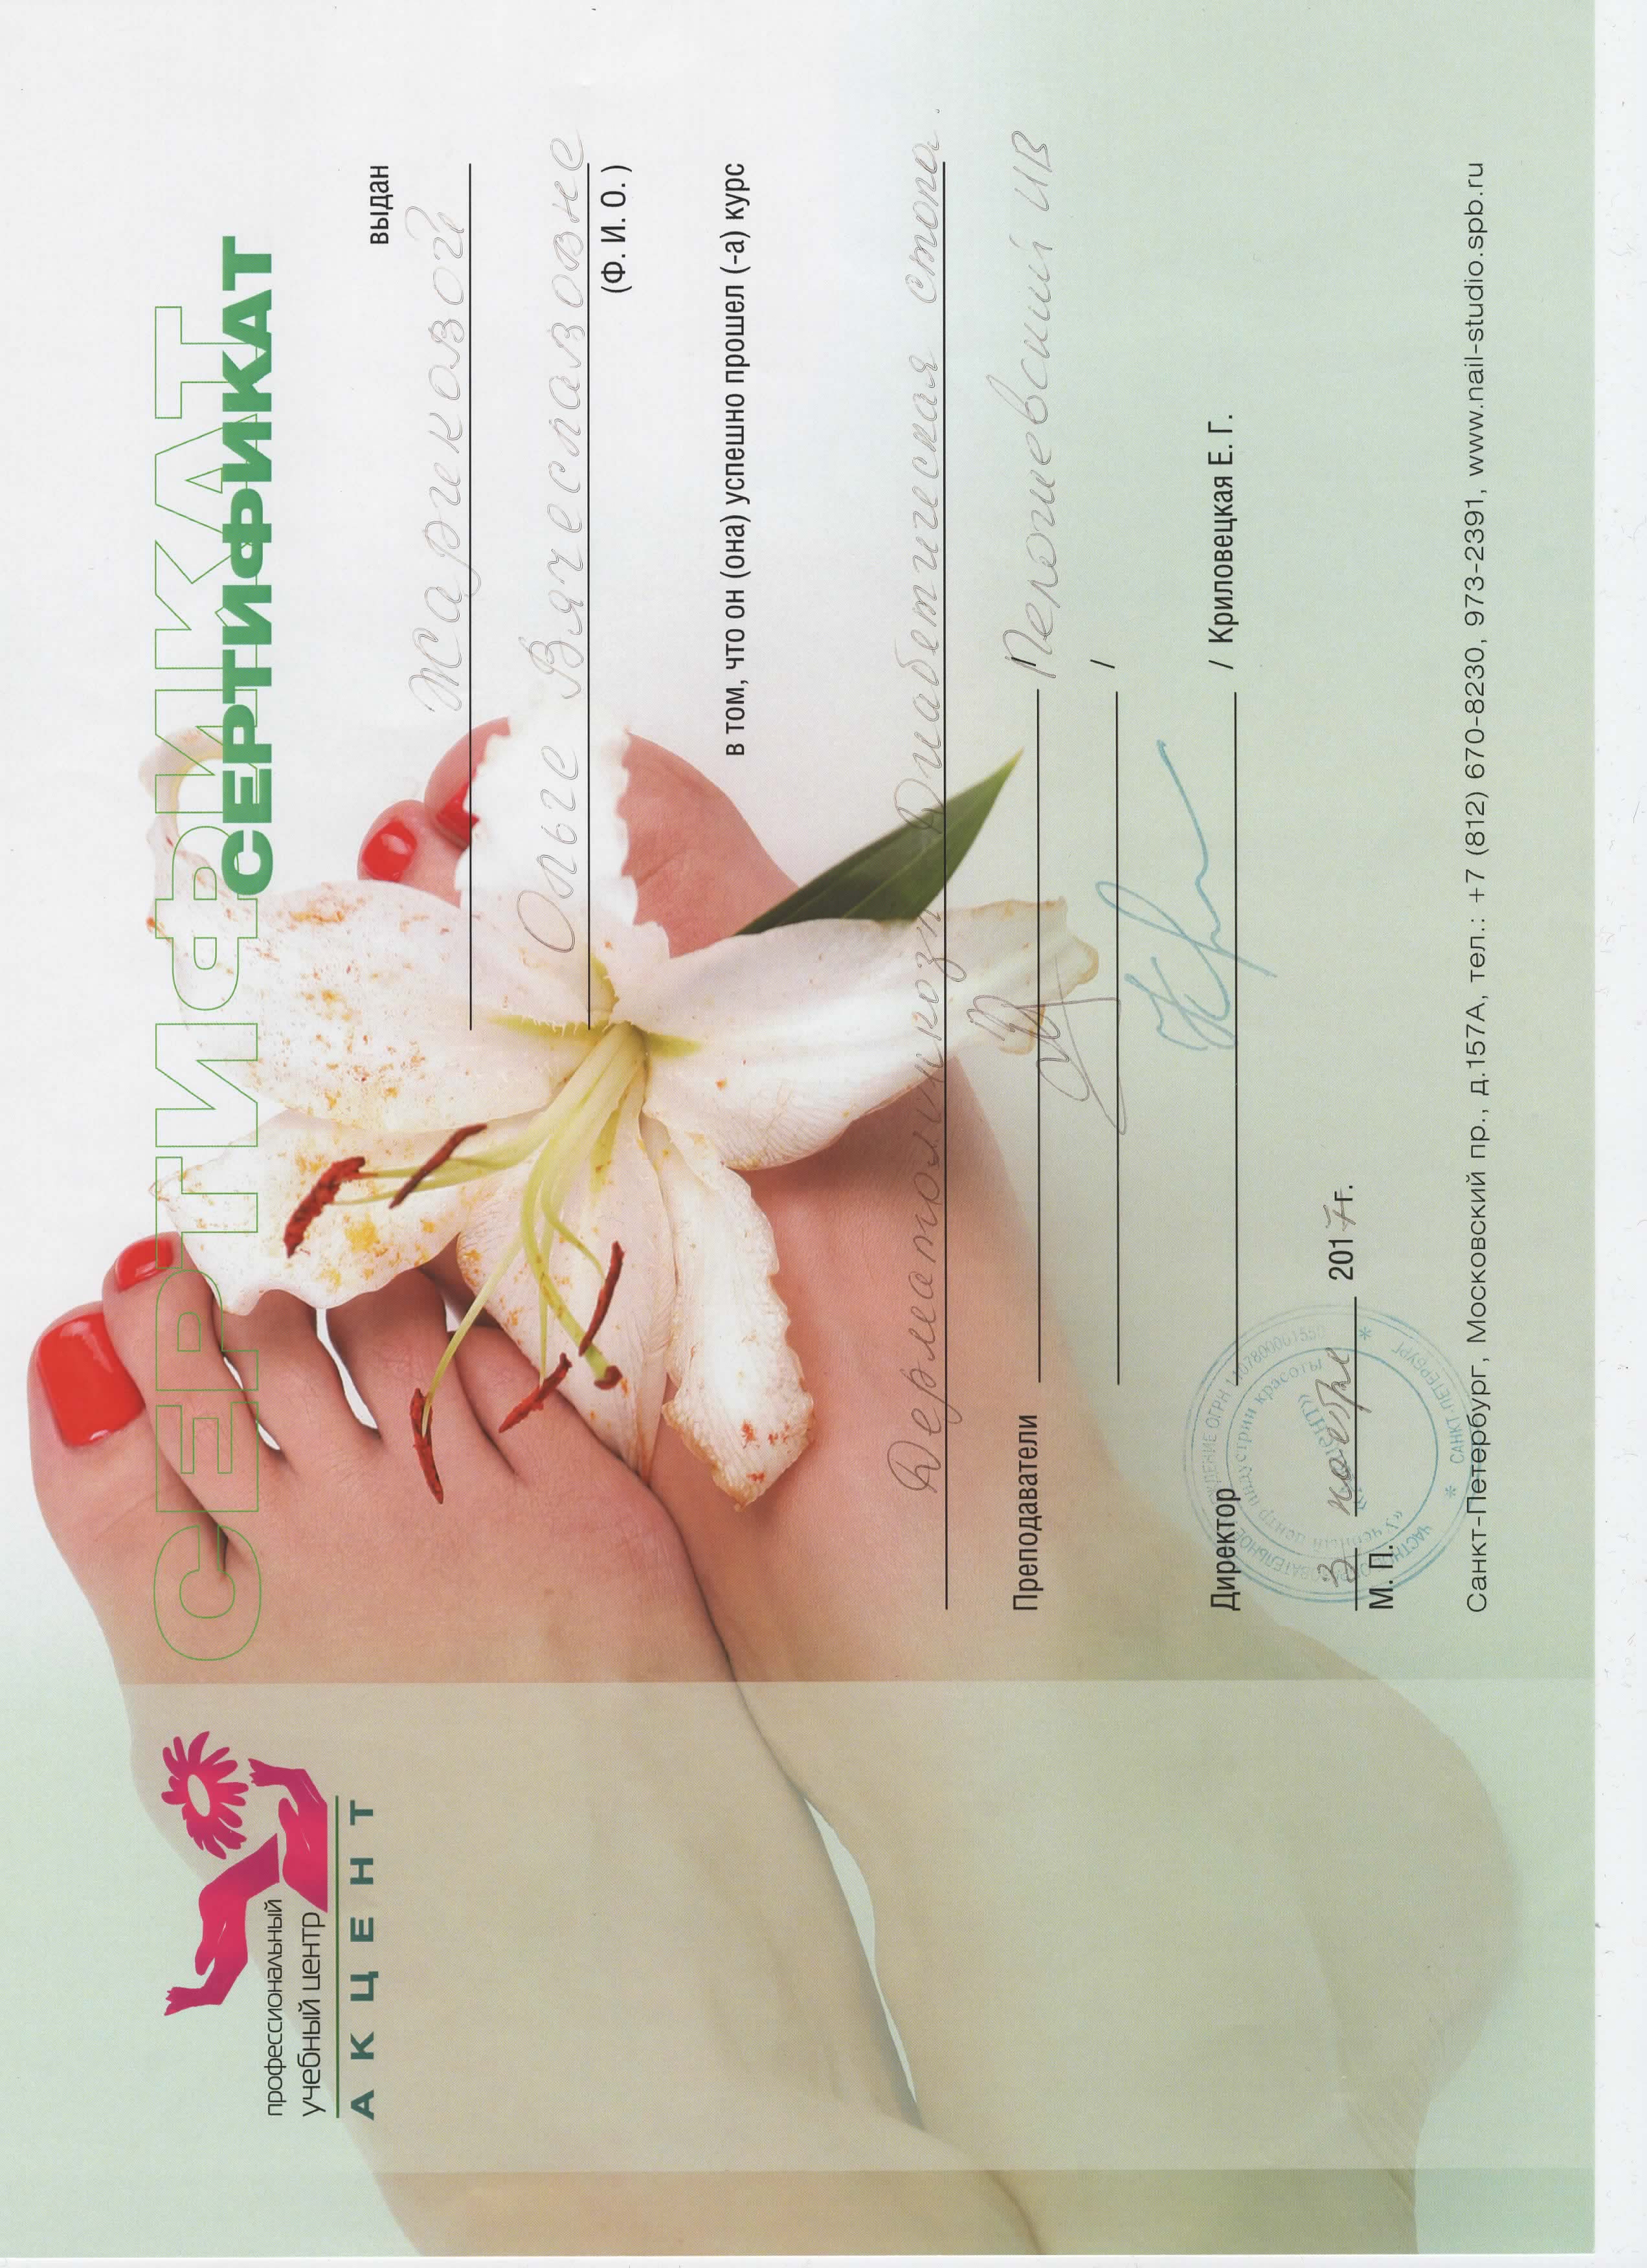 СЕРТИФИКАТ
СЕРТИФИКАТ
профессиональный
учебный центр
АКЦЕНТ
выдан
Жариковой
Ольге Вячеславовне
(Ф. И. О. )
в том, что он (она) успешно прошел (-а) курс
Дерматомикозы Диабетическая стопа.
Преподаватели
ИВ
/
Директор / Криловецкая Е. Г.
3 ноября 2017 г.
М. П.
Санкт-Петербург, Московский пр., д.157А, тел.: +7 (812) 670-8230, 973-2391, www.nail-studio.spb.ru